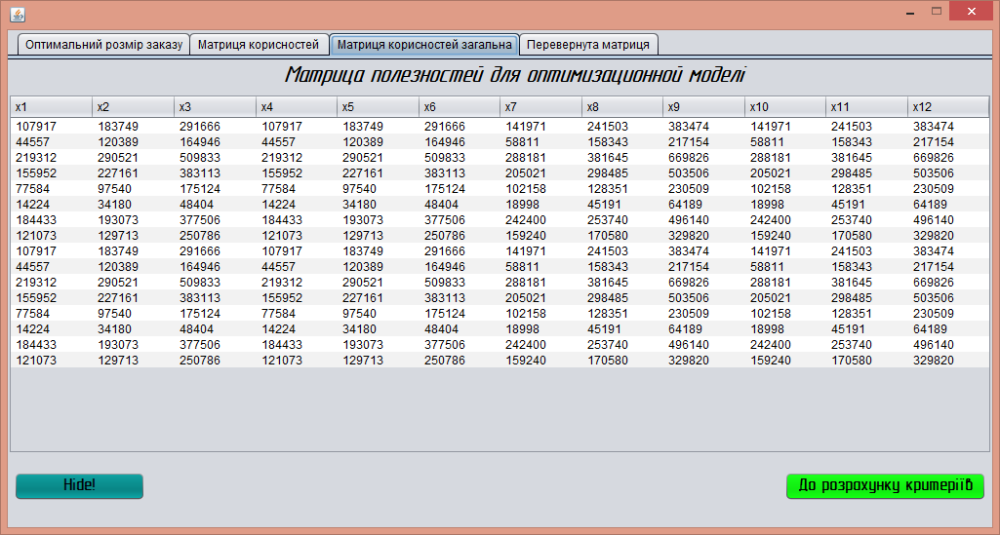 Оптимальний розмір заказу Матриця корисностей Матриця корисностей загальна Перевернута матриця
Матрица полезностей для оптимизационной моделі
x1 x2 x3 x4 x5 x6 x7 x8 x9 x10 x11 x12
107917 183749 291666 107917 183749 291666 141971 241503 383474 141971 241503 383474
44557 120389 164946 44557 120389 164946 58811 158343 217154 58811 158343 217154
219312 290521 509833 219312 290521 509833 288181 381645 669826 288181 381645 669826
155952 227161 383113 155952 227161 383113 205021 298485 503506 205021 298485 503506
77584 97540 175124 77584 97540 175124 102158 128351 230509 102158 128351 230509
14224 34180 48404 14224 34180 48404 18998 45191 64189 18998 45191 64189
184433 193073 377506 184433 193073 377506 242400 253740 496140 242400 253740 496140
121073 129713 250786 121073 129713 250786 159240 170580 329820 159240 170580 329820
107917 183749 291666 107917 183749 291666 141971 241503 383474 141971 241503 383474
44557 120389 164946 44557 120389 164946 58811 158343 217154 58811 158343 217154
219312 290521 509833 219312 290521 509833 288181 381645 669826 288181 381645 669826
155952 227161 383113 155952 227161 383113 205021 298485 503506 205021 298485 503506
77584 97540 175124 77584 97540 175124 102158 128351 230509 102158 128351 230509
14224 34180 48404 14224 34180 48404 18998 45191 64189 18998 45191 64189
184433 193073 377506 184433 193073 377506 242400 253740 496140 242400 253740 496140
121073 129713 250786 121073 129713 250786 159240 170580 329820 159240 170580 329820
Hide! До розрохунку критеріїв